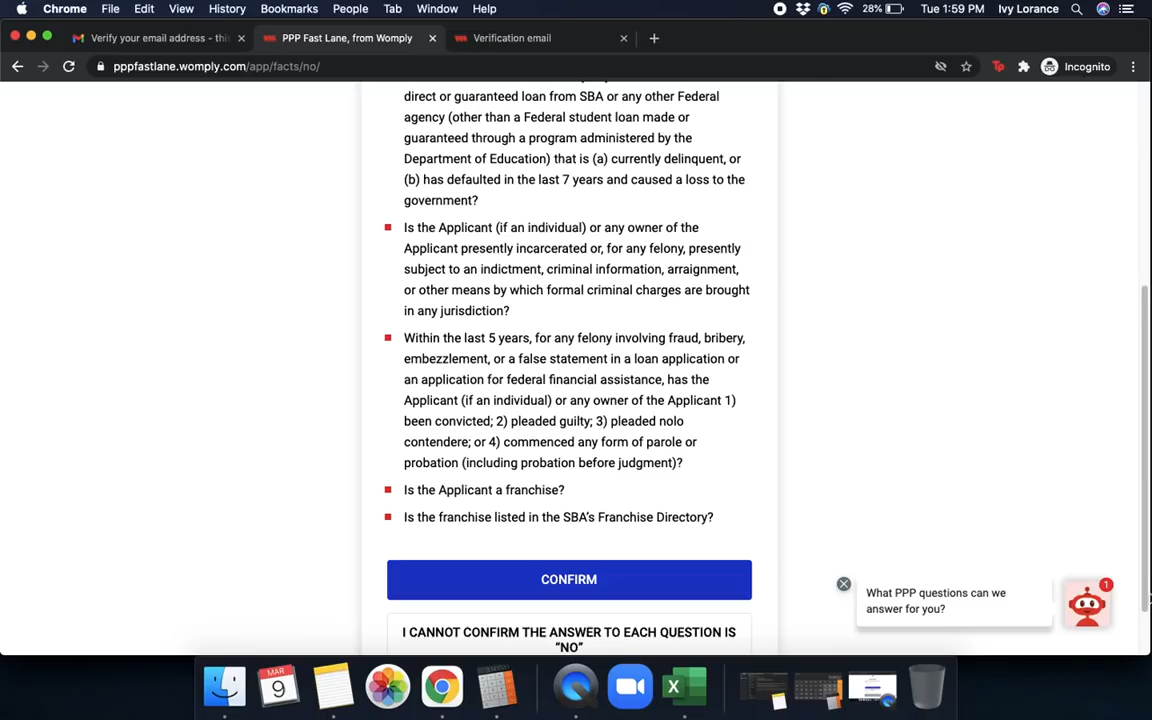 Chrome File Edit View History Bookmarks People Tab Window Help 28% Tue 1:59 PM Ivy Lorance
Verify your email address - this PPP Fast Lane, from Womply Verification email
pppfastlane.womply.com/app/facts/no/ Tp Incognito
direct or guaranteed loan from SBA or any other Federal
agency (other than a Federal student loan made or
guaranteed through a program administered by the
Department of Education) that is (a) currently delinquent, or
(b) has defaulted in the last 7 years and caused a loss to the
government?
Is the Applicant (if an individual) or any owner of the
Applicant presently incarcerated or, for any felony, presently
subject to an indictment, criminal information, arraignment,
or other means by which formal criminal charges are brought
in any jurisdiction?
Within the last 5 years, for any felony involving fraud, bribery,
embezzlement, or a false statement in a loan application or
an application for federal financial assistance, has the
Applicant (if an individual) or any owner of the Applicant 1)
been convicted; 2) pleaded guilty; 3) pleaded nolo
contendere; or 4) commenced any form of parole or
probation (including probation before judgment)?
Is the Applicant a franchise?
Is the franchise listed in the SBA's Franchise Directory?
CONFIRM
What PPP questions can we
answer for you?
1
I CANNOT CONFIRM THE ANSWER TO EACH QUESTION IS
"NO"
MAR
9
X